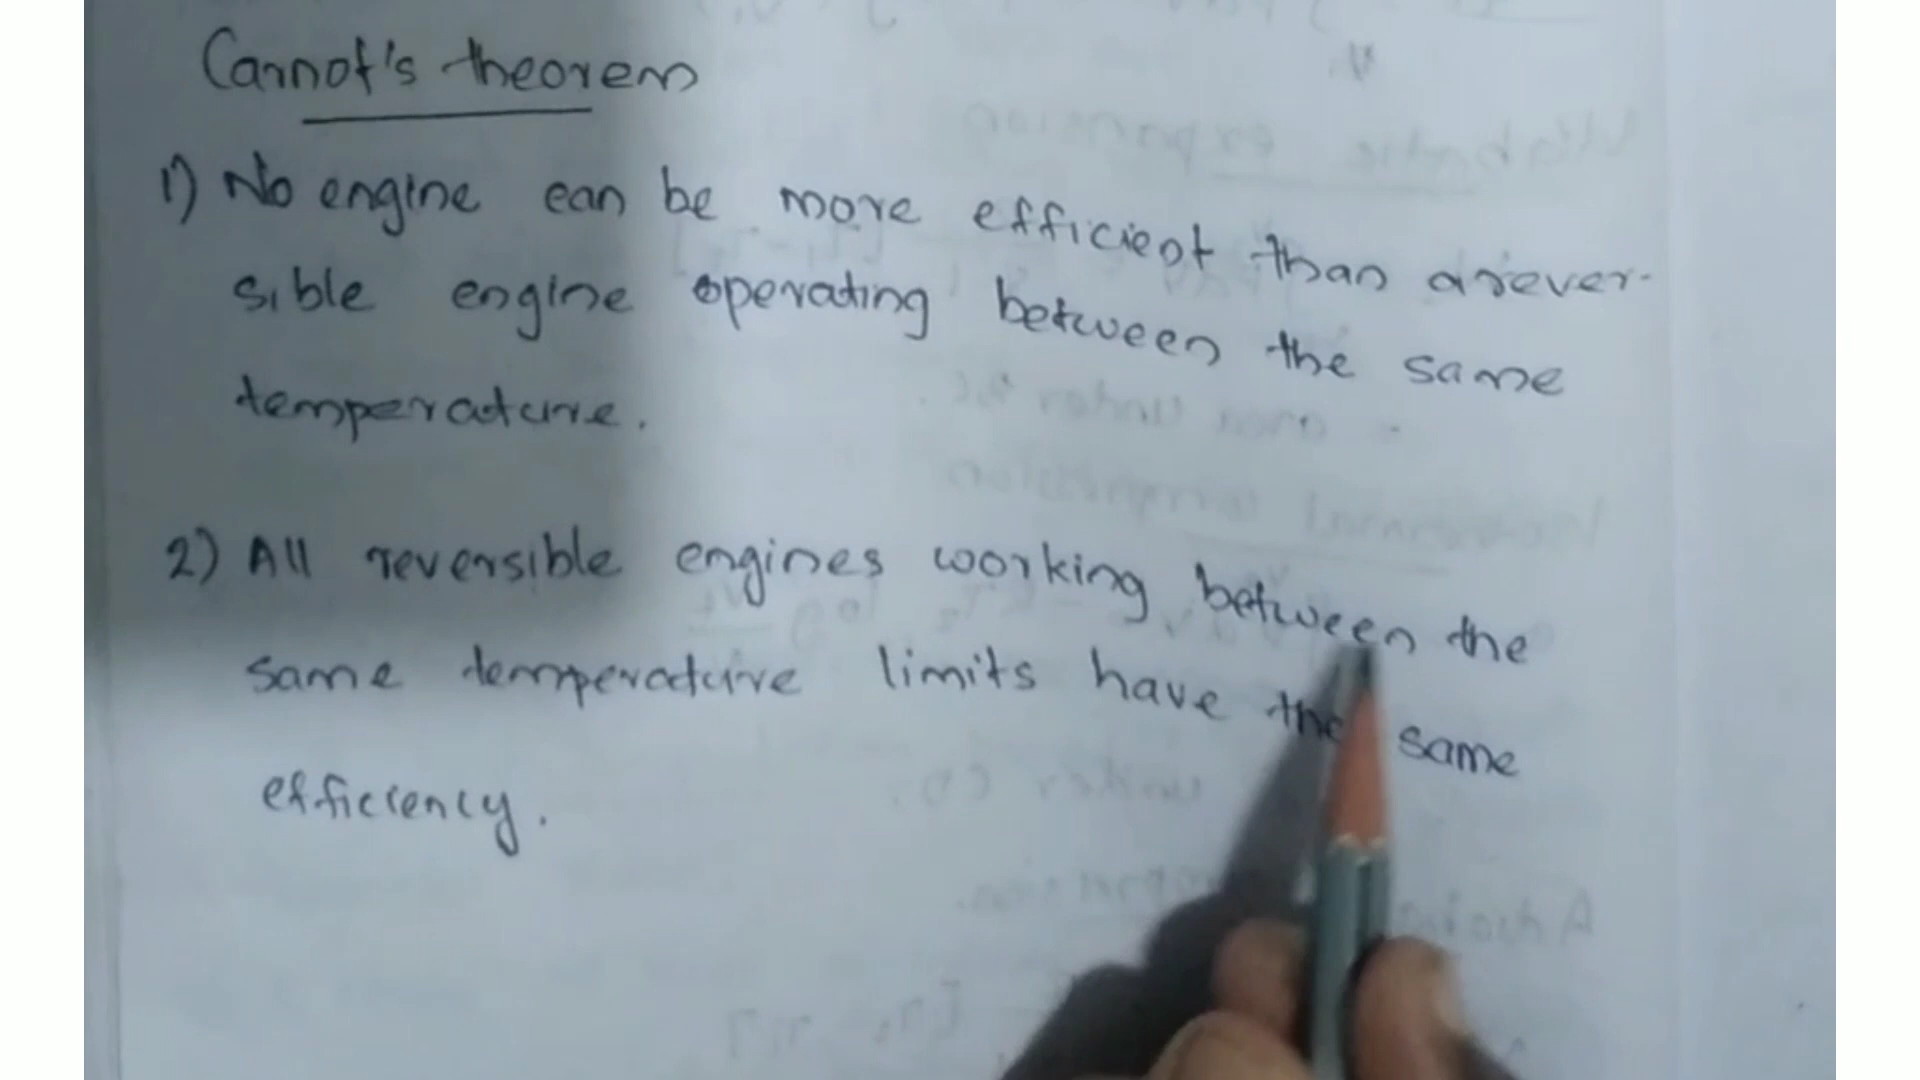 Carnot's theorem
1) No engine can be more efficient than a rever-
sible engine operating between the same
temperature.
2) All reversible engines working between the
same temperature limits have the same
efficiency.